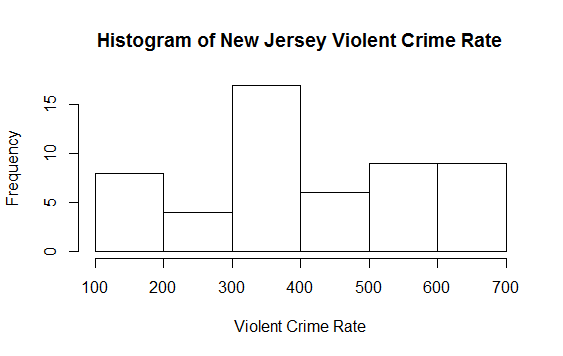 Histogram of New Jersey Violent Crime Rate
Frequency
15
10
5
0
100 200 300 400 500 600 700
Violent Crime Rate